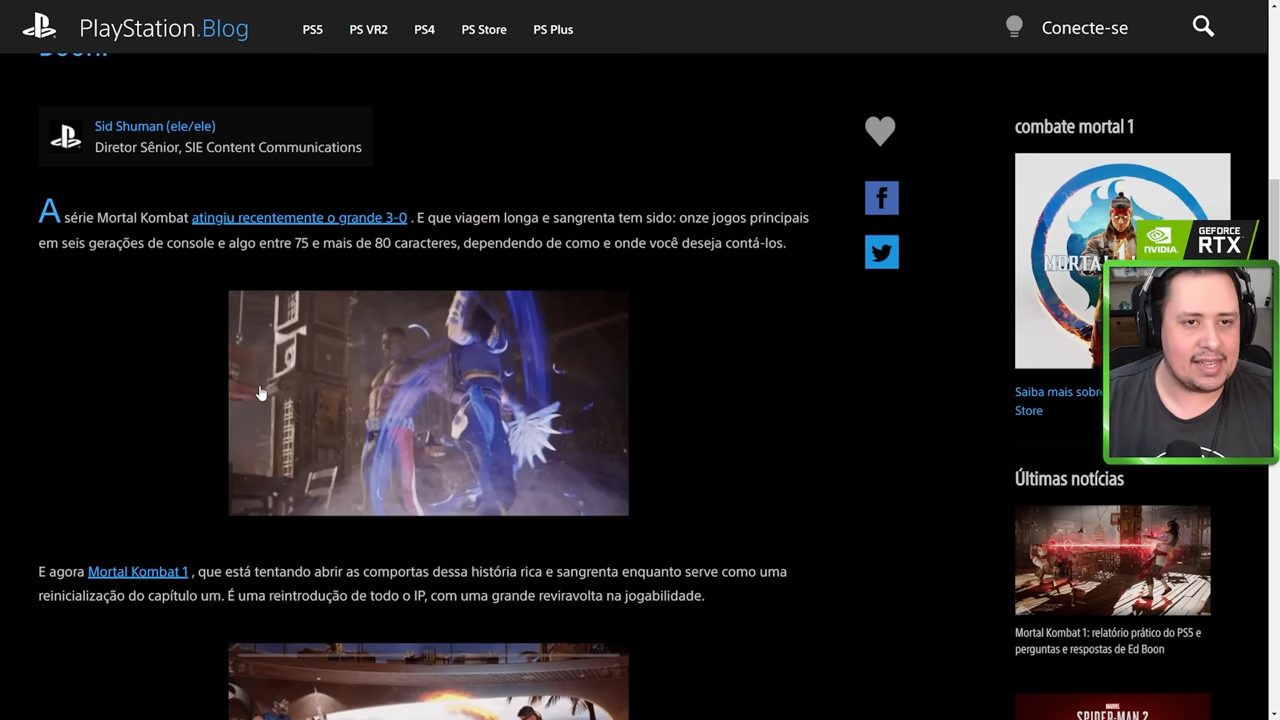 PlayStation.Blog
PS5
PS VR2
PS4
PS Store
PS Plus
Conecte-se
Sid Shuman (ele/ele)
Diretor Sênior, SIE Content Communications
A série Mortal Kombat atingiu recentemente o grande 3-0 . E que viagem longa e sangrenta tem sido: onze jogos principais
em seis gerações de console e algo entre 75 e mais de 80 caracteres, dependendo de como e onde você deseja contá-los.
E agora Mortal Kombat 1 , que está tentando abrir as comportas dessa história rica e sangrenta enquanto serve como uma
reinicialização do capítulo um. É uma reintrodução de todo o IP, com uma grande reviravolta na jogabilidade.
combate mortal 1
NVIDIA.
GEFORCE
RTX
Saiba mais
Store
Últimas notícias
Mortal Kombat 1: relatório prático do PS5 e
perguntas e respostas de Ed Boon
MARVEL
SPIDER-MAN 2